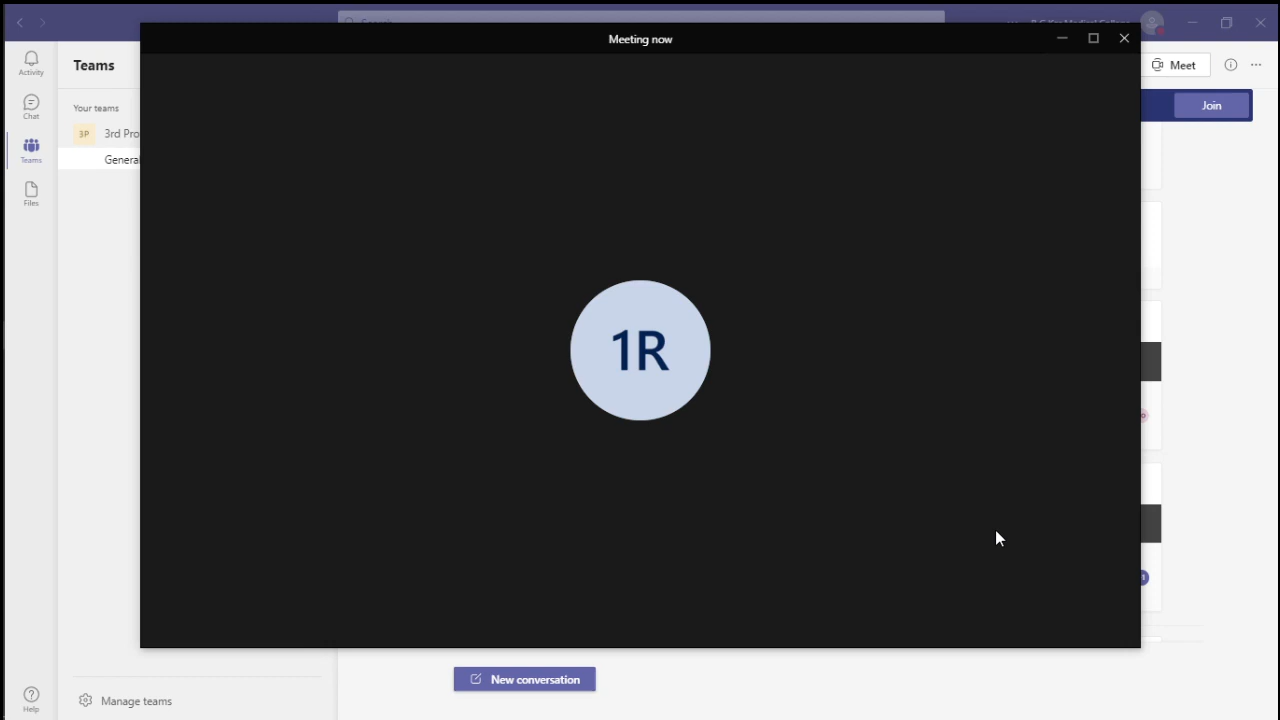 Meeting now
Activity
Teams
Meet
Chat
Your teams
Join
3P 3rd Pro
Teams
General
Files
1R
New conversation
Help
Manage teams